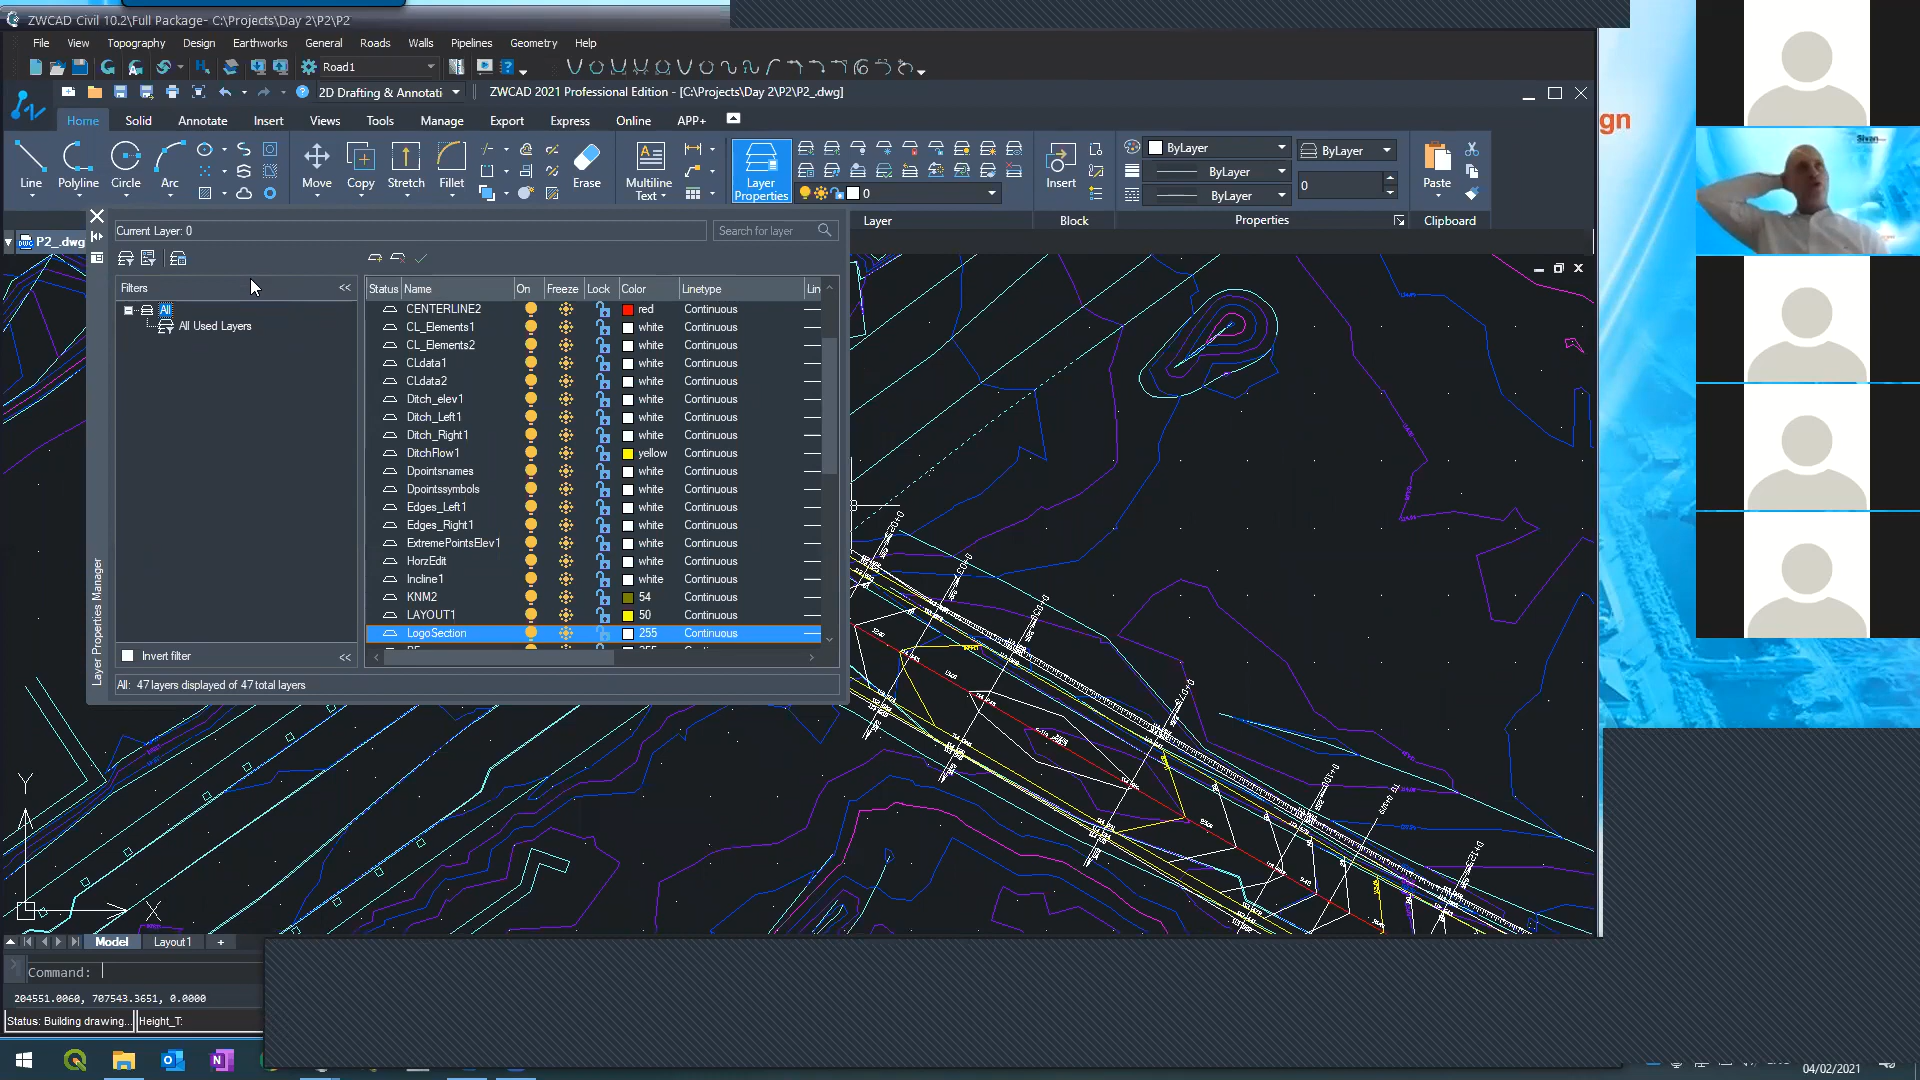 ZWCAD Civil 10.2\Full Package- C:\Projects\Day 2\P2\P2
File View Topography Design Earthworks General Roads Walls Pipelines Geometry Help
Road1
2D Drafting & Annotati
ZWCAD 2021 Professional Edition - [C:\Projects\Day 2\P2\P2_.dwg]
Home Solid Annotate Insert Views Tools Manage Export Express Online APP+
Line Polyline Circle Arc Move Copy Stretch Fillet Erase
Multiline Text
Layer Properties
0
Insert
ByLayer
ByLayer
ByLayer
ByLayer
0
Paste
Layer Block Properties Clipboard
P2_.dwg
Current Layer: 0
Search for layer
Filters
All
All Used Layers
Status Name On Freeze Lock Color Linetype Lin
CENTERLINE2 red Continuous
CL_Elements1 white Continuous
CL_Elements2 white Continuous
CLdata1 white Continuous
CLdata2 white Continuous
Ditch_elev1 white Continuous
Ditch_Left1 white Continuous
Ditch_Right1 white Continuous
DitchFlow1 yellow Continuous
Dpointsnames white Continuous
Dpointssymbols white Continuous
Edges_Left1 white Continuous
Edges_Right1 white Continuous
ExtremePointsElev1 white Continuous
HorzEdit white Continuous
Incline1 white Continuous
KNM2 54 Continuous
LAYOUT1 50 Continuous
LogoSection 255 Continuous
Invert filter
All: 47 layers displayed of 47 total layers
Layer Properties Manager
Y
X
Model Layout1 +
Command:
204551.0060, 707543.3651, 0.0000
Status: Building drawing... Height_T:
gn
Sivan
04/02/2021